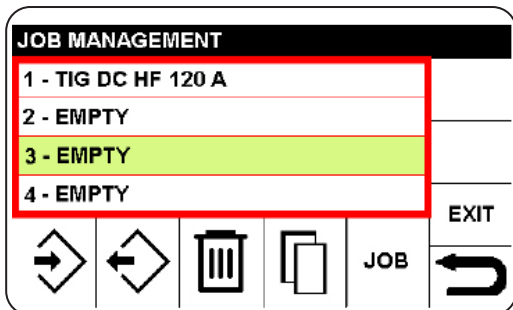 JOB MANAGEMENT
1 - TIG DC HF 120 A
2 - EMPTY
3 - EMPTY
4 - EMPTY
EXIT
JOB